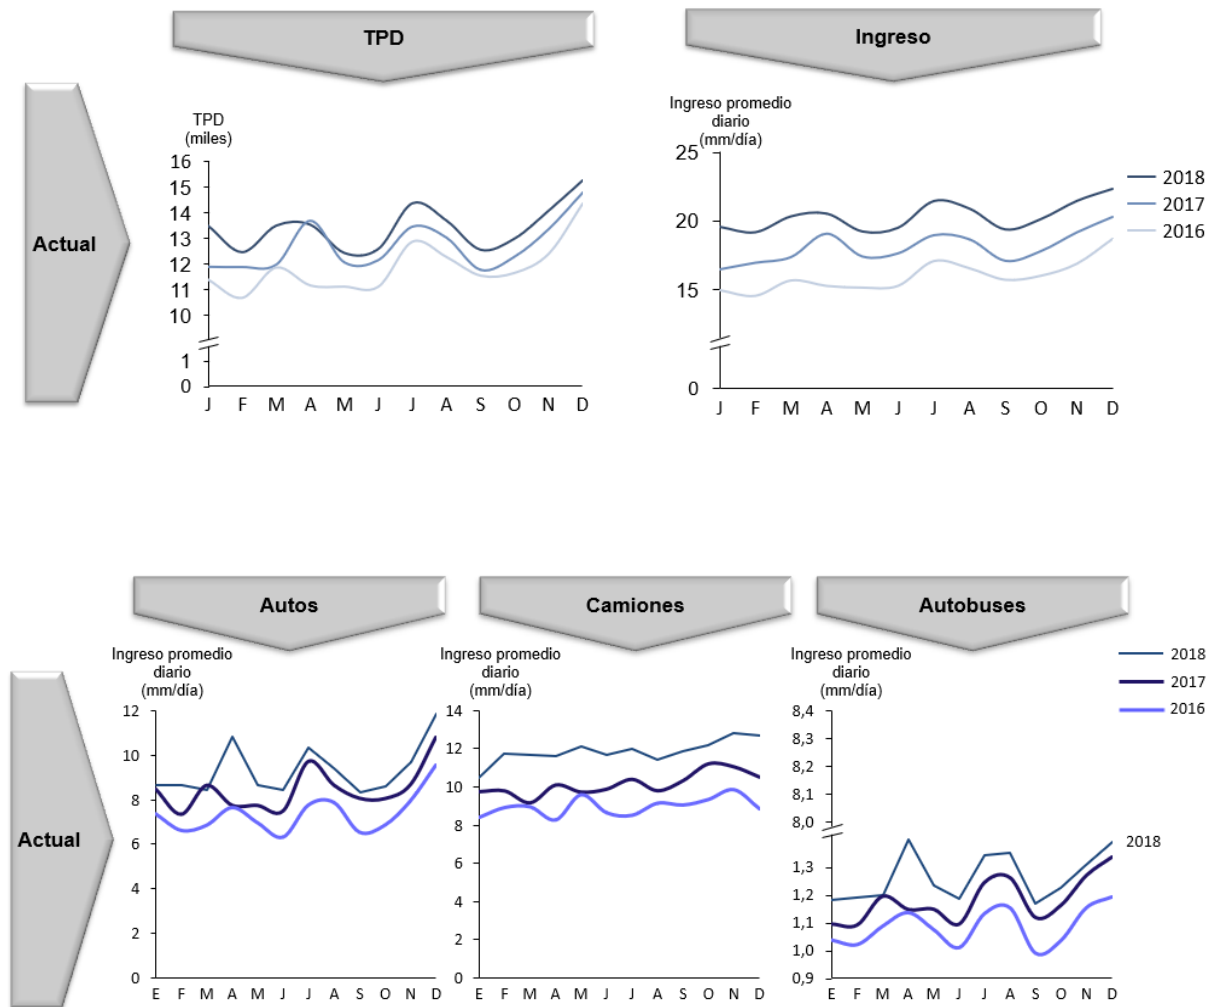 TPD
Ingreso
Actual
TPD
(miles)
16
15
14
13
12
11
10
1
0
J F M A M J J A S O N D
Ingreso promedio
diario
(mm/día)
25
20
15
0
J F M A M J J A S O N D
2018
2017
2016
Autos
Camiones
Autobuses
Actual
Ingreso promedio
diario
(mm/día)
12
10
8
6
4
2
0
E F M A M J J A S O N D
Ingreso promedio
diario
(mm/día)
14
12
10
8
6
4
2
0
E F M A M J J A S O N D
Ingreso promedio
diario
(mm/día)
8,4
8,3
8,2
8,1
8,0
1,3
1,2
1,1
1,0
0,9
E F M A M J J A S O N D
2018
2018
2017
2016